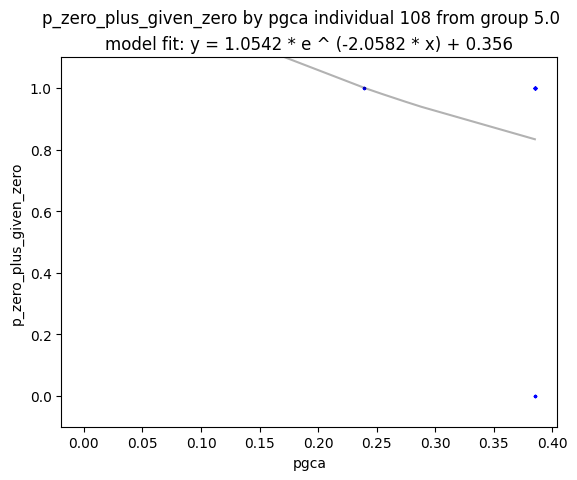 p_zero_plus_given_zero by pgca individual 108 from group 5.0
model fit: y = 1.0542 * e ^ (-2.0582 * x) + 0.356
1.0
0.8
0.6
0.4
0.2
0.0
p_zero_plus_given_zero
0.00 0.05 0.10 0.15 0.20 0.25 0.30 0.35 0.40
pgca